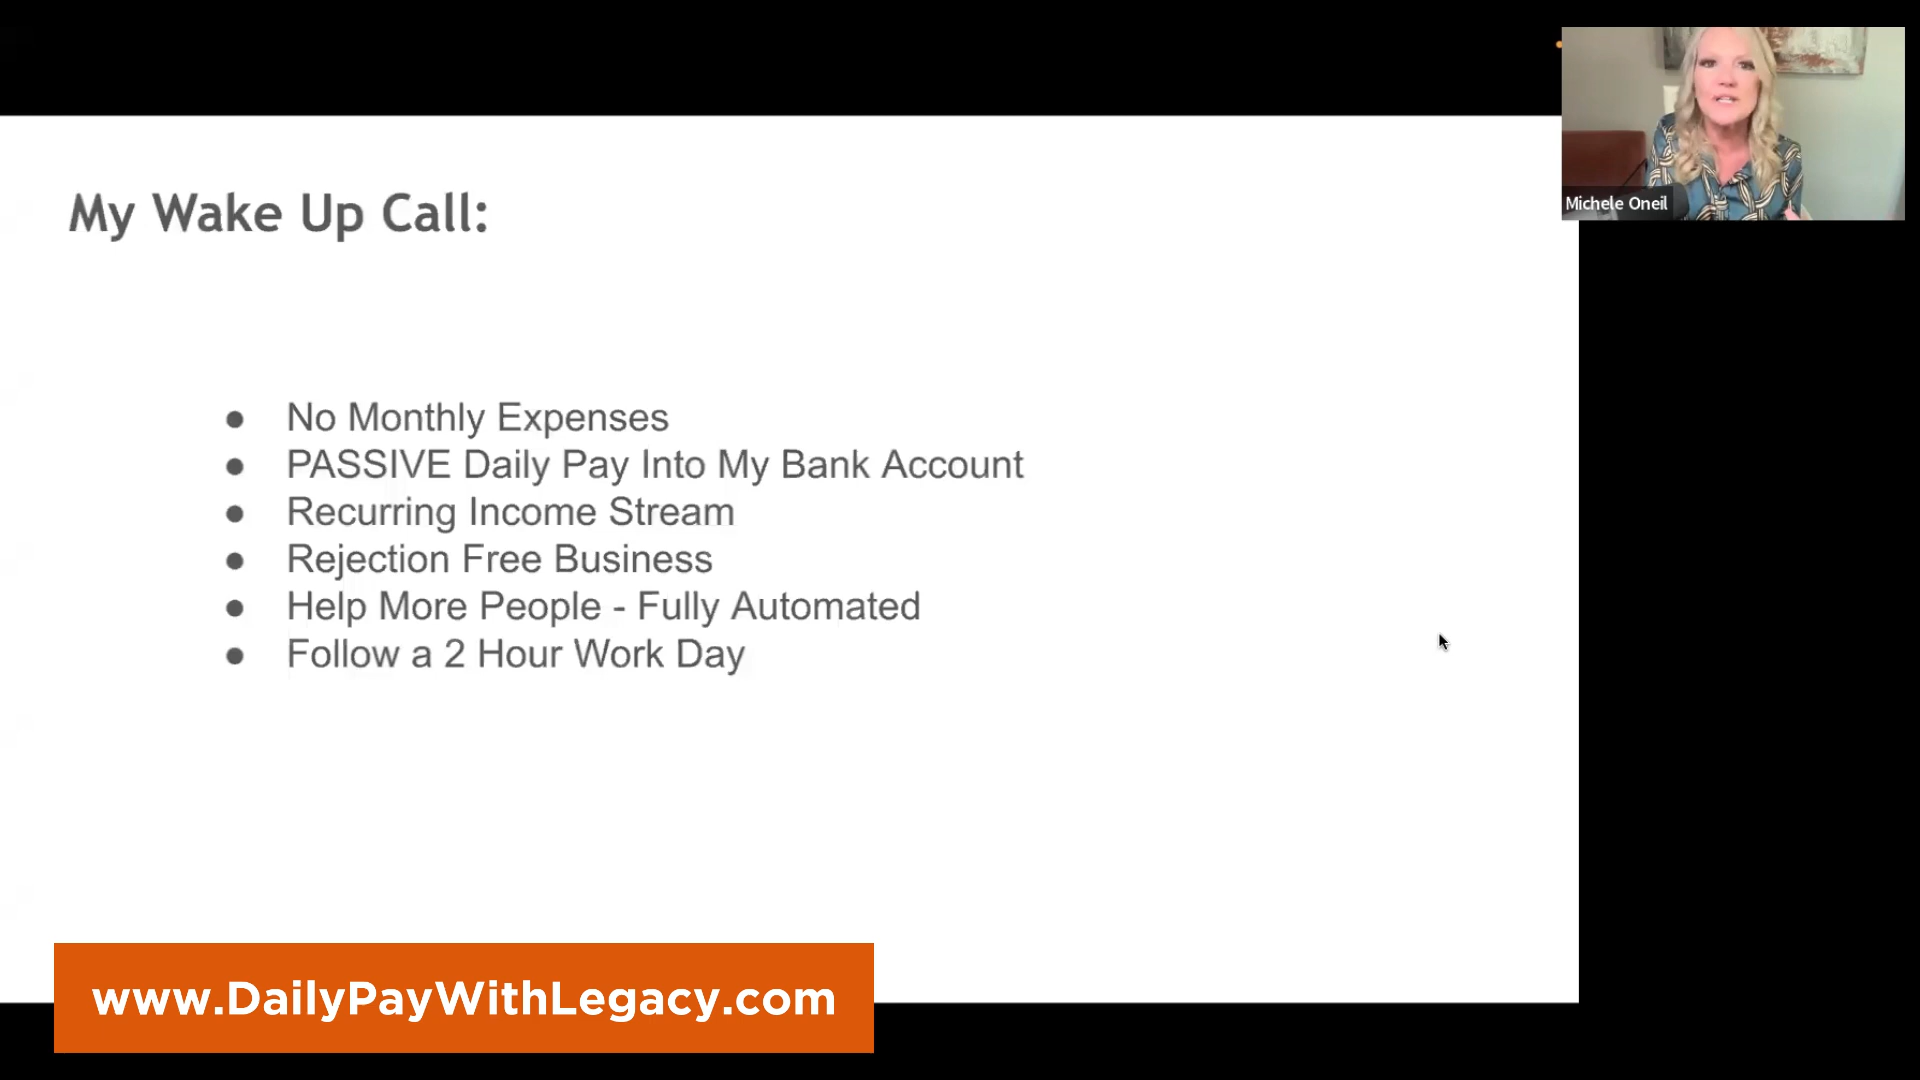 Michele Oneil
My Wake Up Call:
● No Monthly Expenses
● PASSIVE Daily Pay Into My Bank Account
● Recurring Income Stream
● Rejection Free Business
● Help More People - Fully Automated
● Follow a 2 Hour Work Day
www.DailyPayWithLegacy.com